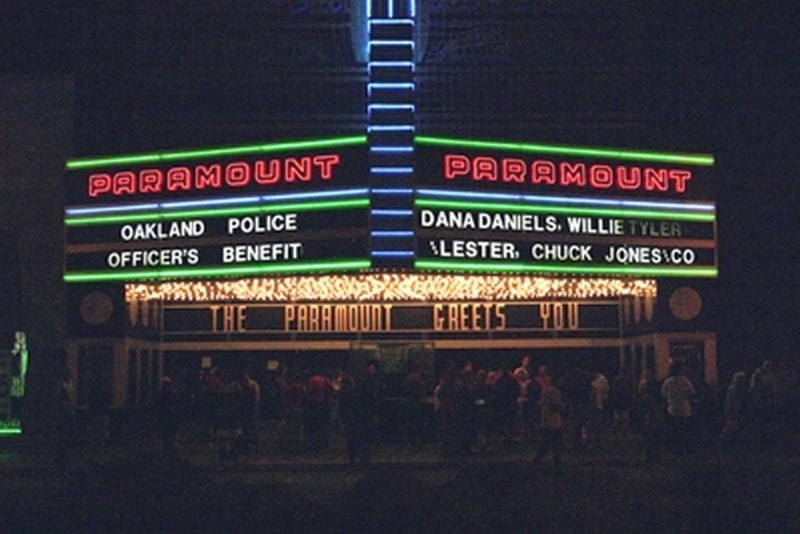 PARAMOUNT
OAKLAND POLICE
OFFICER'S BENEFIT
PARAMOUNT
DANA DANIELS, WILLIE TYLER
&LESTER, CHUCK JONES&CO
THE PARAMOUNT GREETS YOU